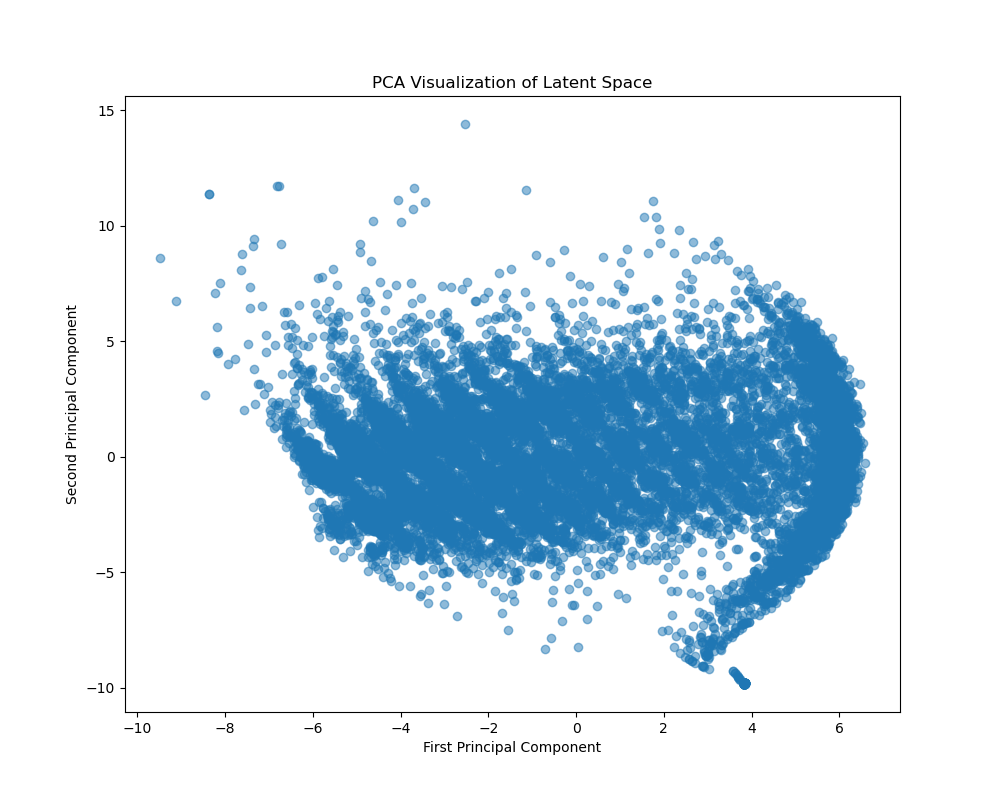 PCA Visualization of Latent Space
15
10
5
0
−5
−10
Second Principal Component
−10 −8 −6 −4 −2 0 2 4 6
First Principal Component